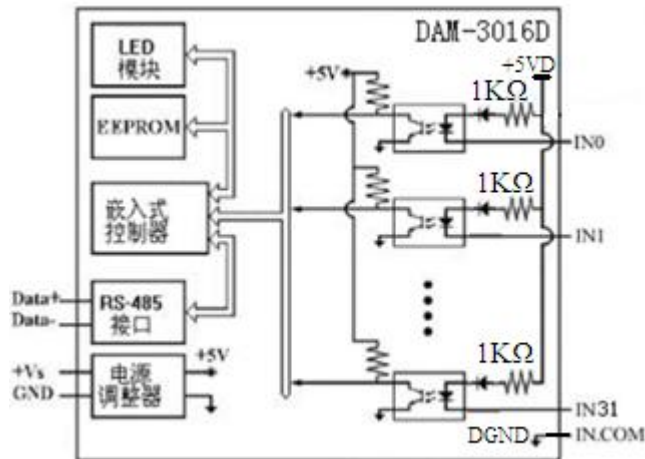 DAM-3016D
LED
模块
EEPROM
嵌入式
控制器
Data+
Data-
RS-485
接口
+Vs
GND
电源
调整器
+5V
+5V
+5VD
1KΩ
IN0
1KΩ
IN1
1KΩ
IN31
DGND
IN.COM